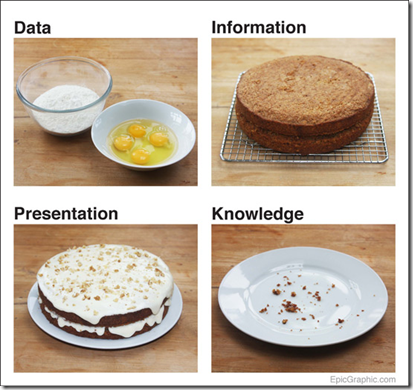 Data
Information
Presentation
Knowledge
EpicGraphic.com